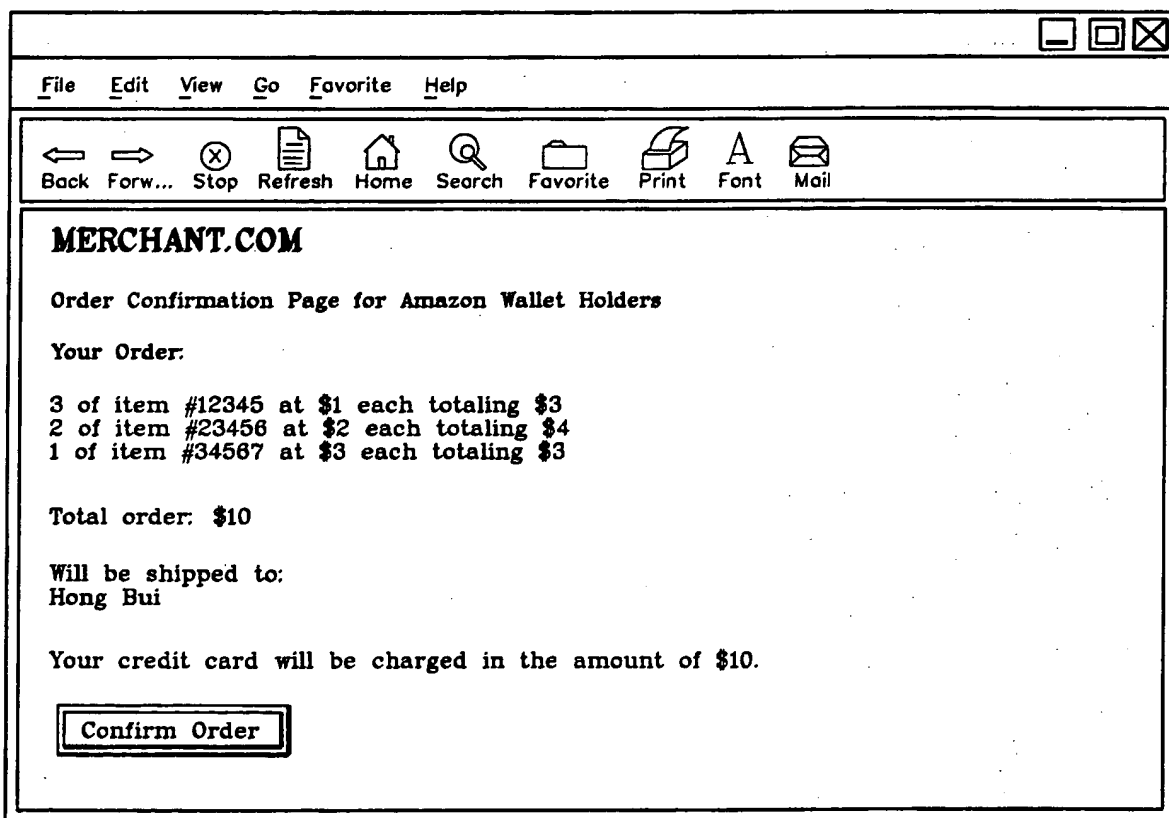 File Edit View Go Favorite Help
Back Forw... Stop Refresh Home Search Favorite Print Font Mail
MERCHANT.COM
Order Confirmation Page for Amazon Wallet Holders
Your Order:
3 of item #12345 at $1 each totaling $3
2 of item #23456 at $2 each totaling $4
1 of item #34567 at $3 each totaling $3
Total order: $10
Will be shipped to:
Hong Bui
Your credit card will be charged in the amount of $10.
Confirm Order